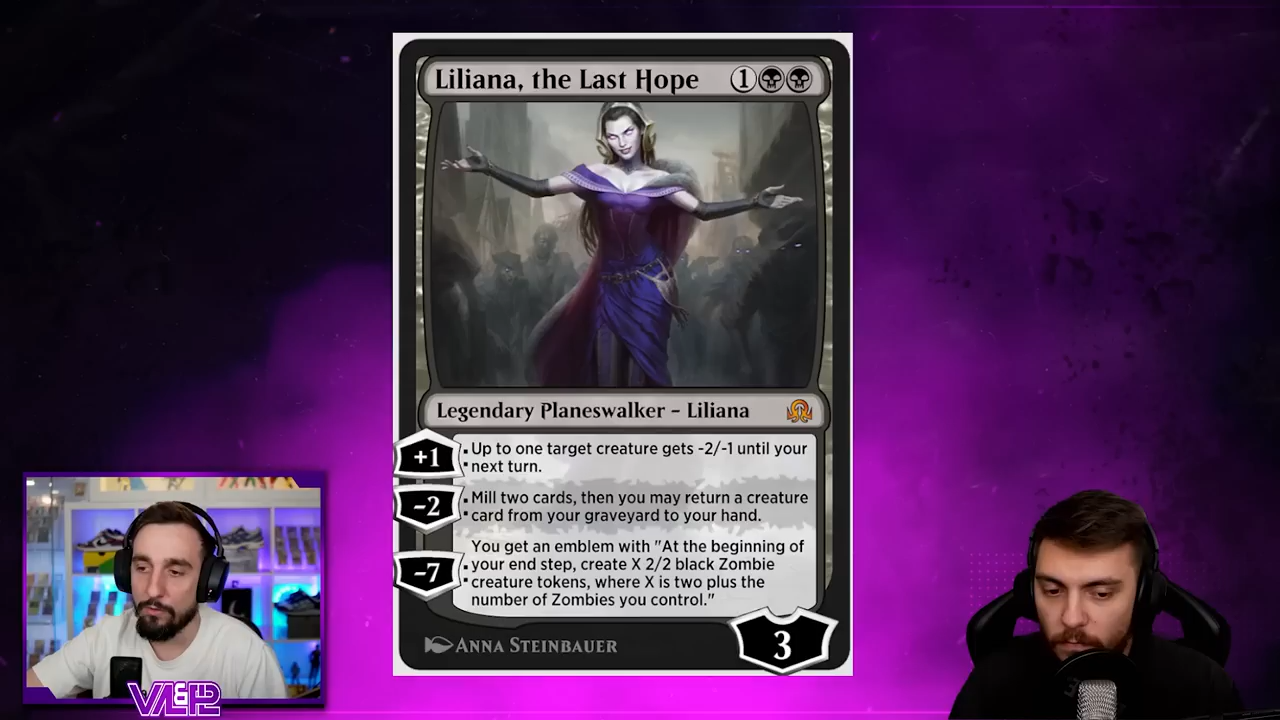 Liliana, the Last Hope 1
Legendary Planeswalker - Liliana
+1 : Up to one target creature gets -2/-1 until your
next turn.
-2 : Mill two cards, then you may return a creature
card from your graveyard to your hand.
-7 : You get an emblem with "At the beginning of
your end step, create X 2/2 black Zombie
creature tokens, where X is two plus the
number of Zombies you control."
Anna Steinbauer
3